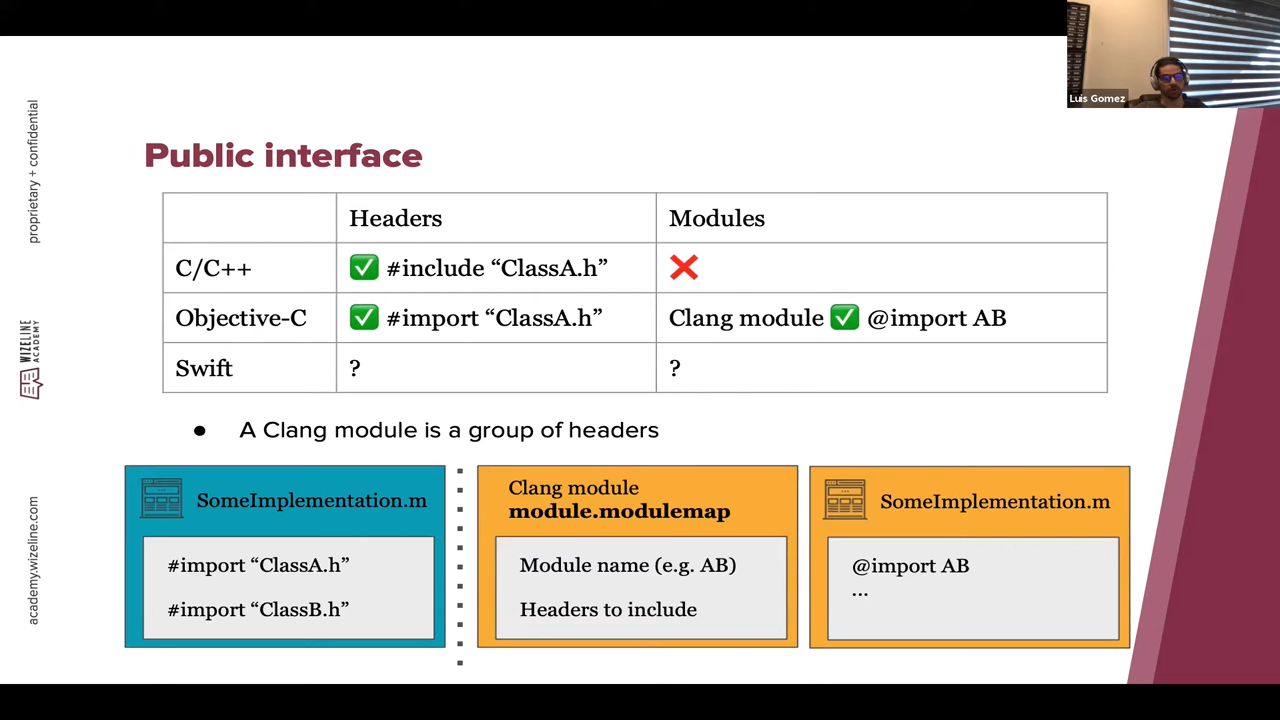 Luis Gomez
proprietary + confidential
WIZELINE
ACADEMY
academy.wizeline.com
Public interface
Headers
Modules
C/C++
✅ #include “ClassA.h”
❌
Objective-C
✅ #import “ClassA.h”
Clang module ✅ @import AB
Swift
?
?
● A Clang module is a group of headers
SomeImplementation.m
#import “ClassA.h”
#import “ClassB.h”
Clang module
module.modulemap
Module name (e.g. AB)
Headers to include
SomeImplementation.m
@import AB
...